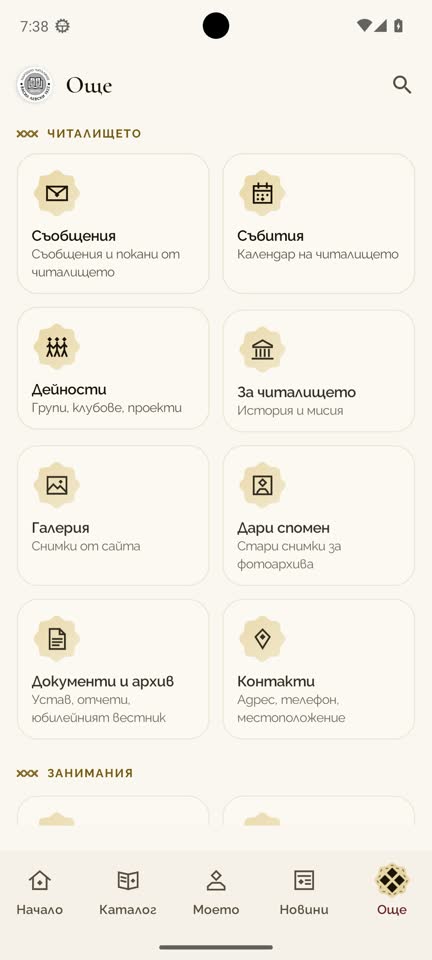 7:38
Още
ЧИТАЛИЩЕТО
Съобщения
Съобщения и покани от
читалището
Събития
Календар на читалището
Дейности
Групи, клубове, проекти
За читалището
История и мисия
Галерия
Снимки от сайта
Дари спомен
Стари снимки за
фотоархива
Документи и архив
Устав, отчети,
юбилейният вестник
Контакти
Адрес, телефон,
местоположение
ЗАНИМАНИЯ
Начало
Каталог
Моето
Новини
Още